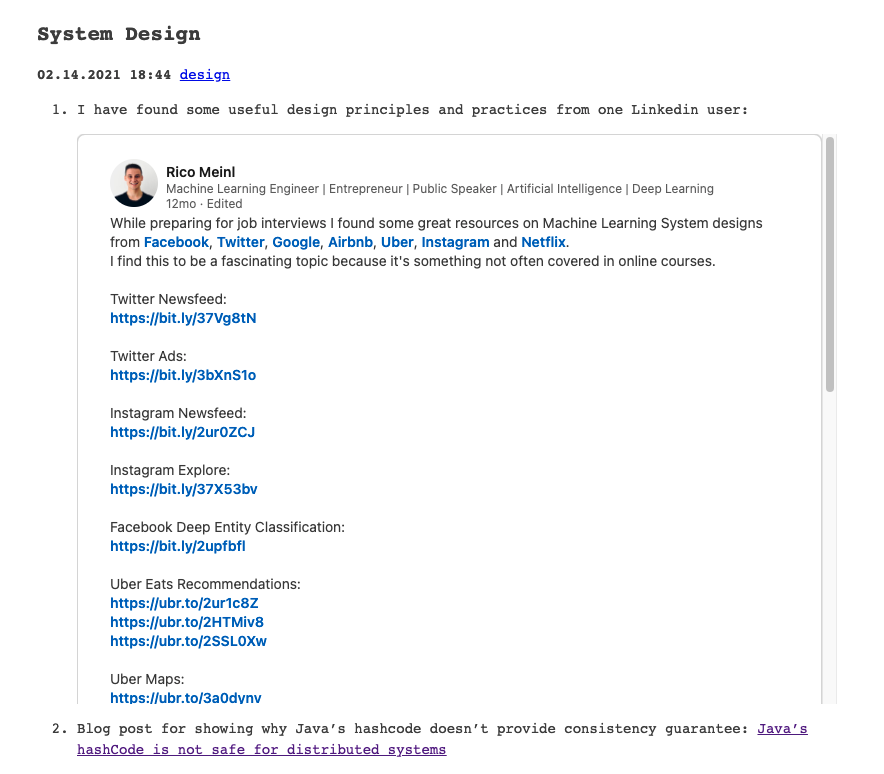 System Design
02.14.2021 18:44 design
1. I have found some useful design principles and practices from one Linkedin user:
Rico Meinl
Machine Learning Engineer | Entrepreneur | Public Speaker | Artificial Intelligence | Deep Learning
12mo · Edited
While preparing for job interviews I found some great resources on Machine Learning System designs
from Facebook, Twitter, Google, Airbnb, Uber, Instagram and Netflix.
I find this to be a fascinating topic because it's something not often covered in online courses.
Twitter Newsfeed:
https://bit.ly/37Vg8tN
Twitter Ads:
https://bit.ly/3bXnS1o
Instagram Newsfeed:
https://bit.ly/2ur0ZCJ
Instagram Explore:
https://bit.ly/37X53bv
Facebook Deep Entity Classification:
https://bit.ly/2upfbfl
Uber Eats Recommendations:
https://ubr.to/2ur1c8Z
https://ubr.to/2HTMiv8
https://ubr.to/2SSL0Xw
Uber Maps:
https://ubr.to/3a0dynv
2. Blog post for showing why Java’s hashcode doesn’t provide consistency guarantee: Java’s
hashCode is not safe for distributed systems